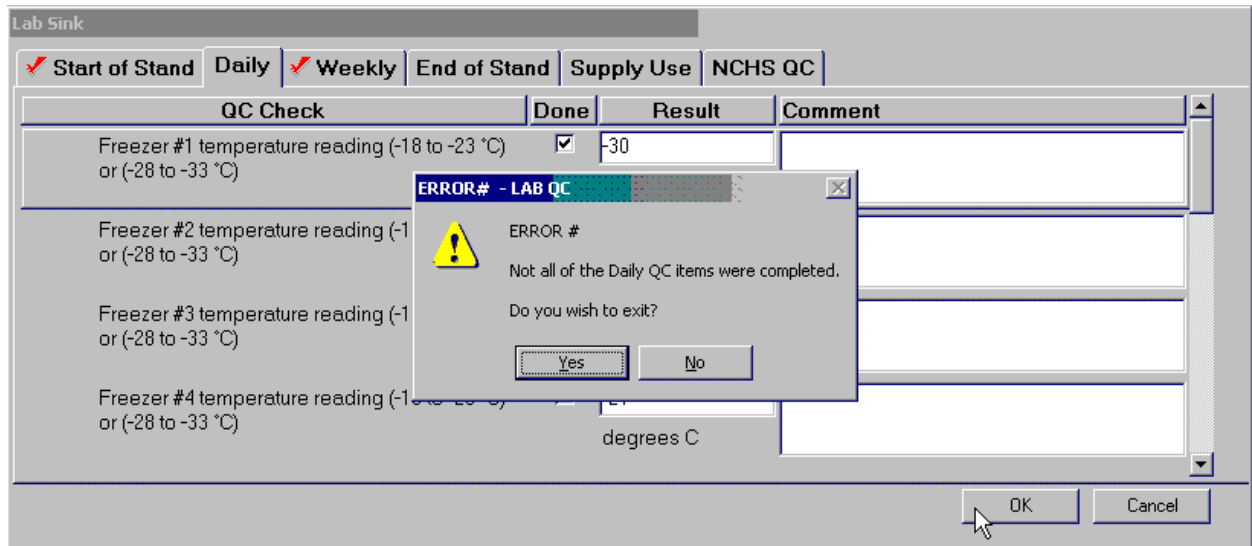 Lab Sink
Start of Stand Daily Weekly End of Stand Supply Use NCHS QC
QC Check Done Result Comment
Freezer #1 temperature reading (-18 to -23 °C) -30
or (-28 to -33 °C)
ERROR# - LAB QC
ERROR #
Not all of the Daily QC items were completed.
Do you wish to exit?
Yes No
Freezer #2 temperature reading (-1
or (-28 to -33 °C)
Freezer #3 temperature reading (-1
or (-28 to -33 °C)
Freezer #4 temperature reading (-1
or (-28 to -33 °C)
degrees C
OK Cancel